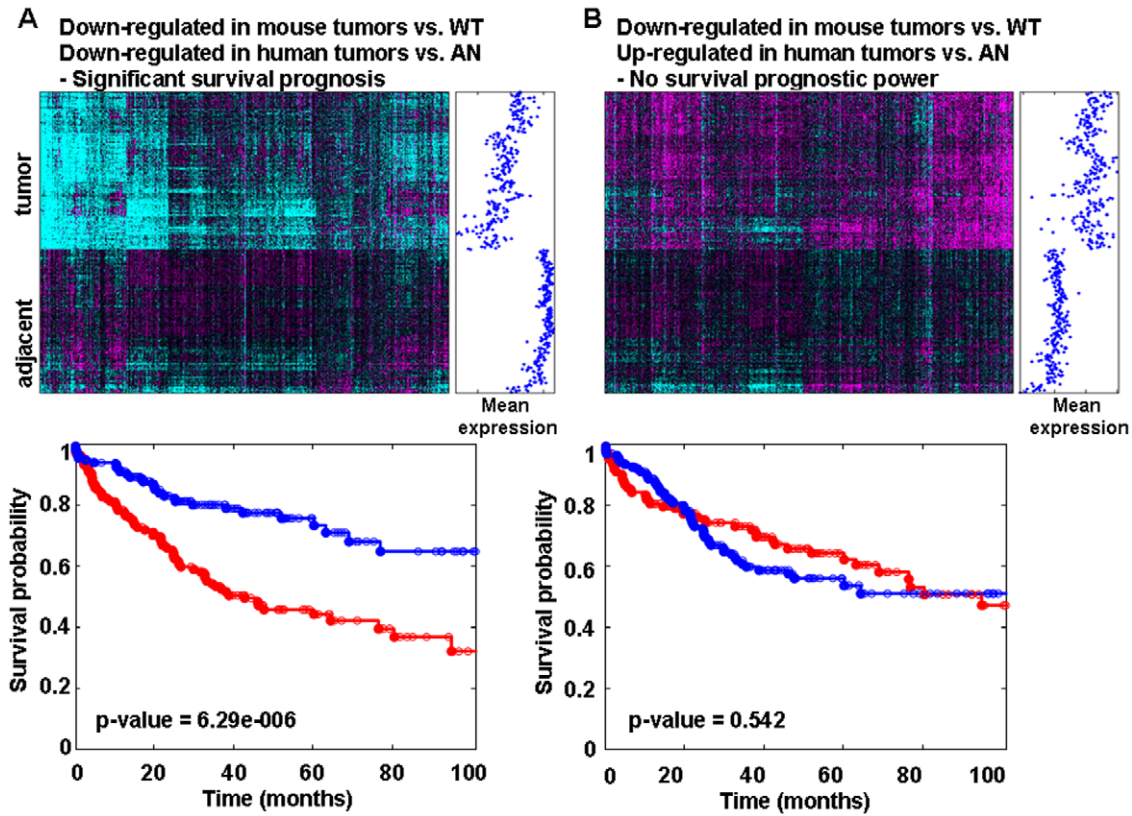 A
Down-regulated in mouse tumors vs. WT
Down-regulated in human tumors vs. AN
- Significant survival prognosis
tumor
adjacent
Mean
expression
B
Down-regulated in mouse tumors vs. WT
Up-regulated in human tumors vs. AN
- No survival prognostic power
Mean
expression
Survival probability
1
0.8
0.6
0.4
0.2
0
p-value = 6.29e-006
0 20 40 60 80 100
Time (months)
Survival probability
1
0.8
0.6
0.4
0.2
0
p-value = 0.542
0 20 40 60 80 100
Time (months)